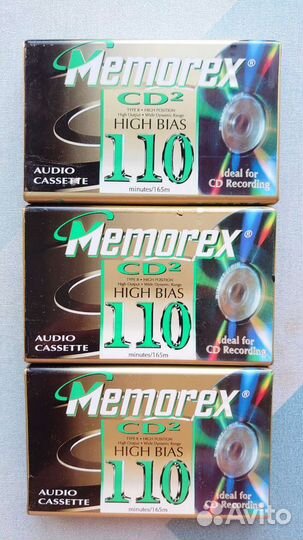 Memorex®
CD2
TYPE II • HIGH POSITION
High Output • Wide Dynamic Range
HIGH BIAS
110
minutes/165m
AUDIO
CASSETTE
Ideal for
CD Recording
Memorex®
CD2
TYPE II • HIGH POSITION
High Output • Wide Dynamic Range
HIGH BIAS
110
minutes/165m
AUDIO
CASSETTE
Ideal for
CD Recording
Memorex®
CD2
TYPE II • HIGH POSITION
High Output • Wide Dynamic Range
HIGH BIAS
110
minutes/165m
AUDIO
CASSETTE
Ideal for
CD Recording
Avito